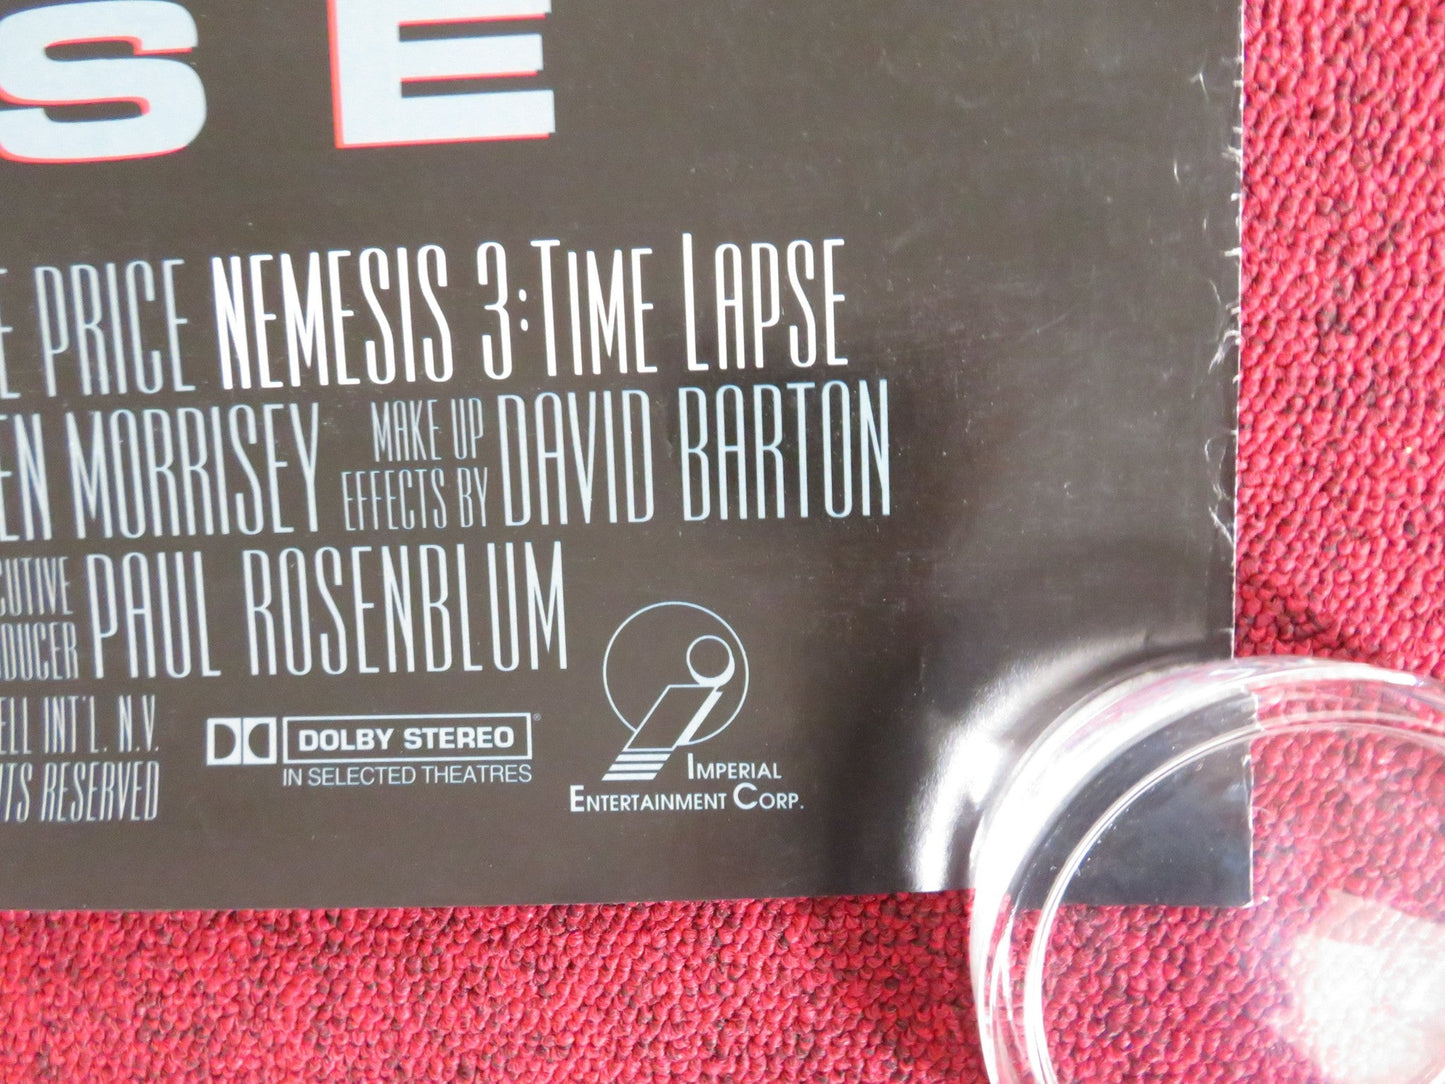 SE
E PRICE NEMESIS 3: TIME LAPSE
EN MORRISEY MAKE UP EFFECTS BY DAVID BARTON
CUTIVE DUCER PAUL ROSENBLUM
ELL INT'L. N.V.
TS RESERVED
DOLBY STEREO®
IN SELECTED THEATRES
IMPERIAL
ENTERTAINMENT CORP.